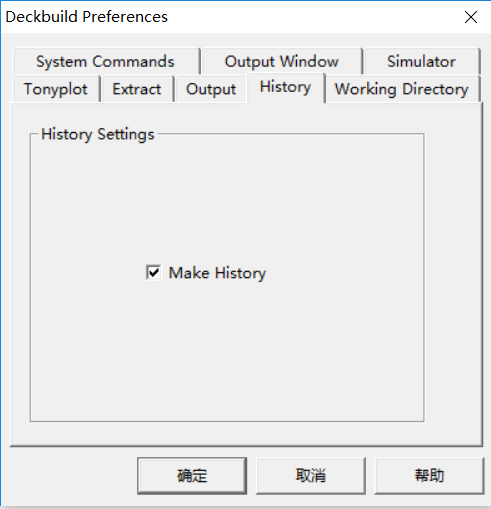 Deckbuild Preferences
System Commands Output Window Simulator
Tonyplot Extract Output History Working Directory
History Settings
Make History
确定 取消 帮助